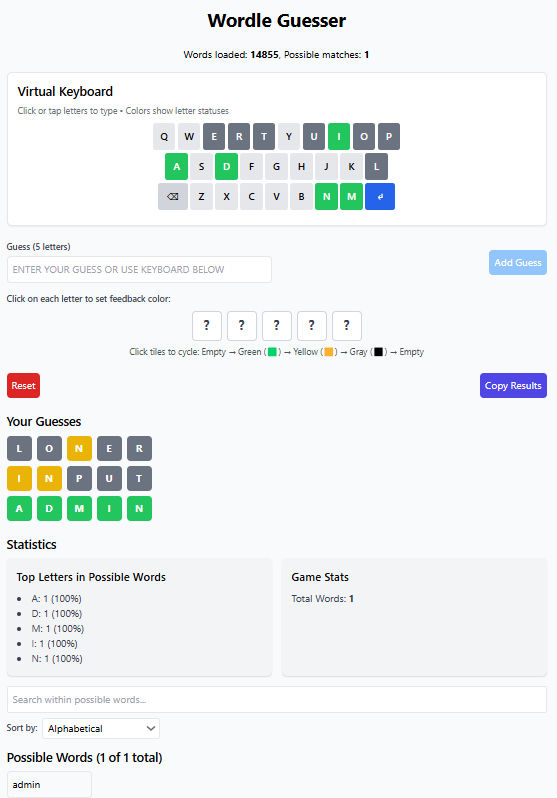 Wordle Guesser
Words loaded: 14855, Possible matches: 1
Virtual Keyboard
Click or tap letters to type • Colors show letter statuses
Q W E R T Y U I O P
A S D F G H J K L
⌫ Z X C V B N M ⏎
Guess (5 letters)
ENTER YOUR GUESS OR USE KEYBOARD BELOW
Add Guess
Click on each letter to set feedback color:
? ? ? ? ?
Click tiles to cycle: Empty → Green (🟩) → Yellow (🟨) → Gray (⬛) → Empty
Reset
Copy Results
Your Guesses
L O N E R
I N P U T
A D M I N
Statistics
Top Letters in Possible Words
• A: 1 (100%)
• D: 1 (100%)
• M: 1 (100%)
• I: 1 (100%)
• N: 1 (100%)
Game Stats
Total Words: 1
Search within possible words...
Sort by: Alphabetical
Possible Words (1 of 1 total)
admin